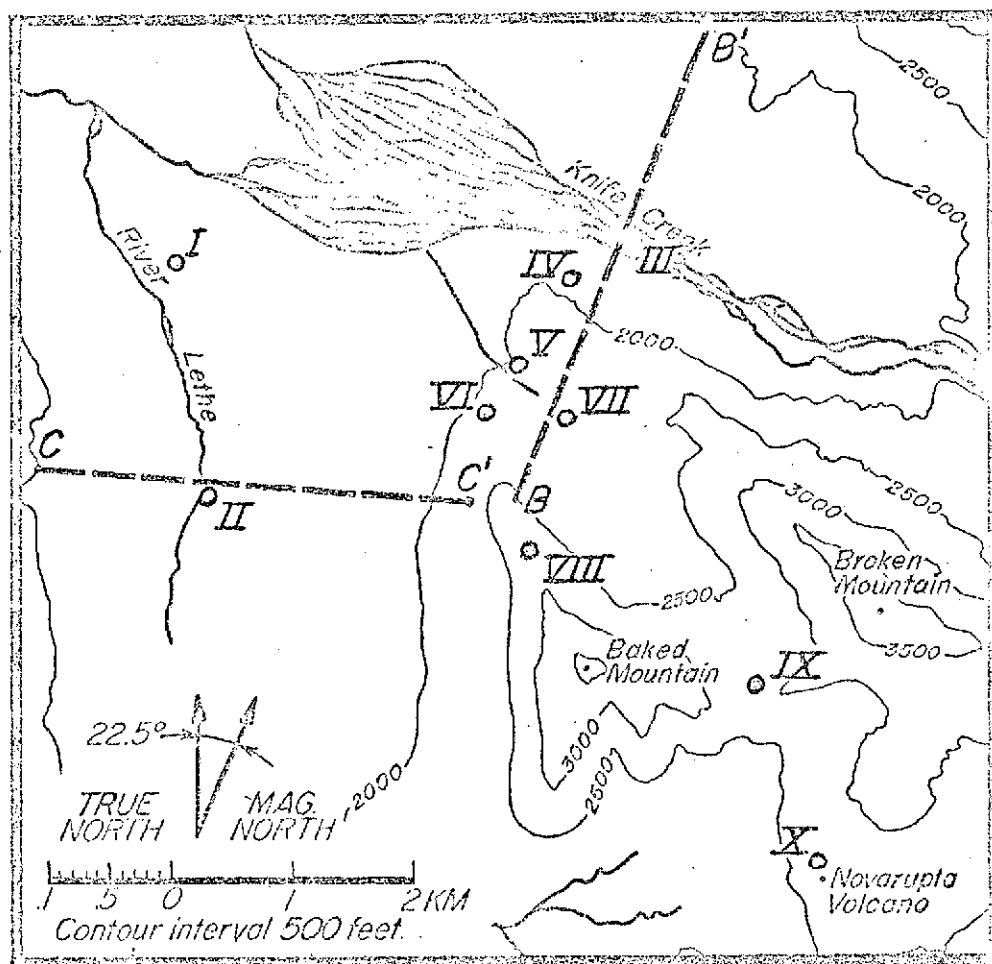 B'
2500
Knife
Creek
2000
I
River
Lethe
IV
III
V
2000
VI
VII
C
C'
B
II
VIII
3000
2500
Broken
Mountain
2500
3500
Baked
Mountain
IX
22.5°
3000
2500
2000
TRUE
NORTH
MAG.
NORTH
X
Novarupta
Volcano
.1 .5 0 1 2 KM
Contour interval 500 feet.